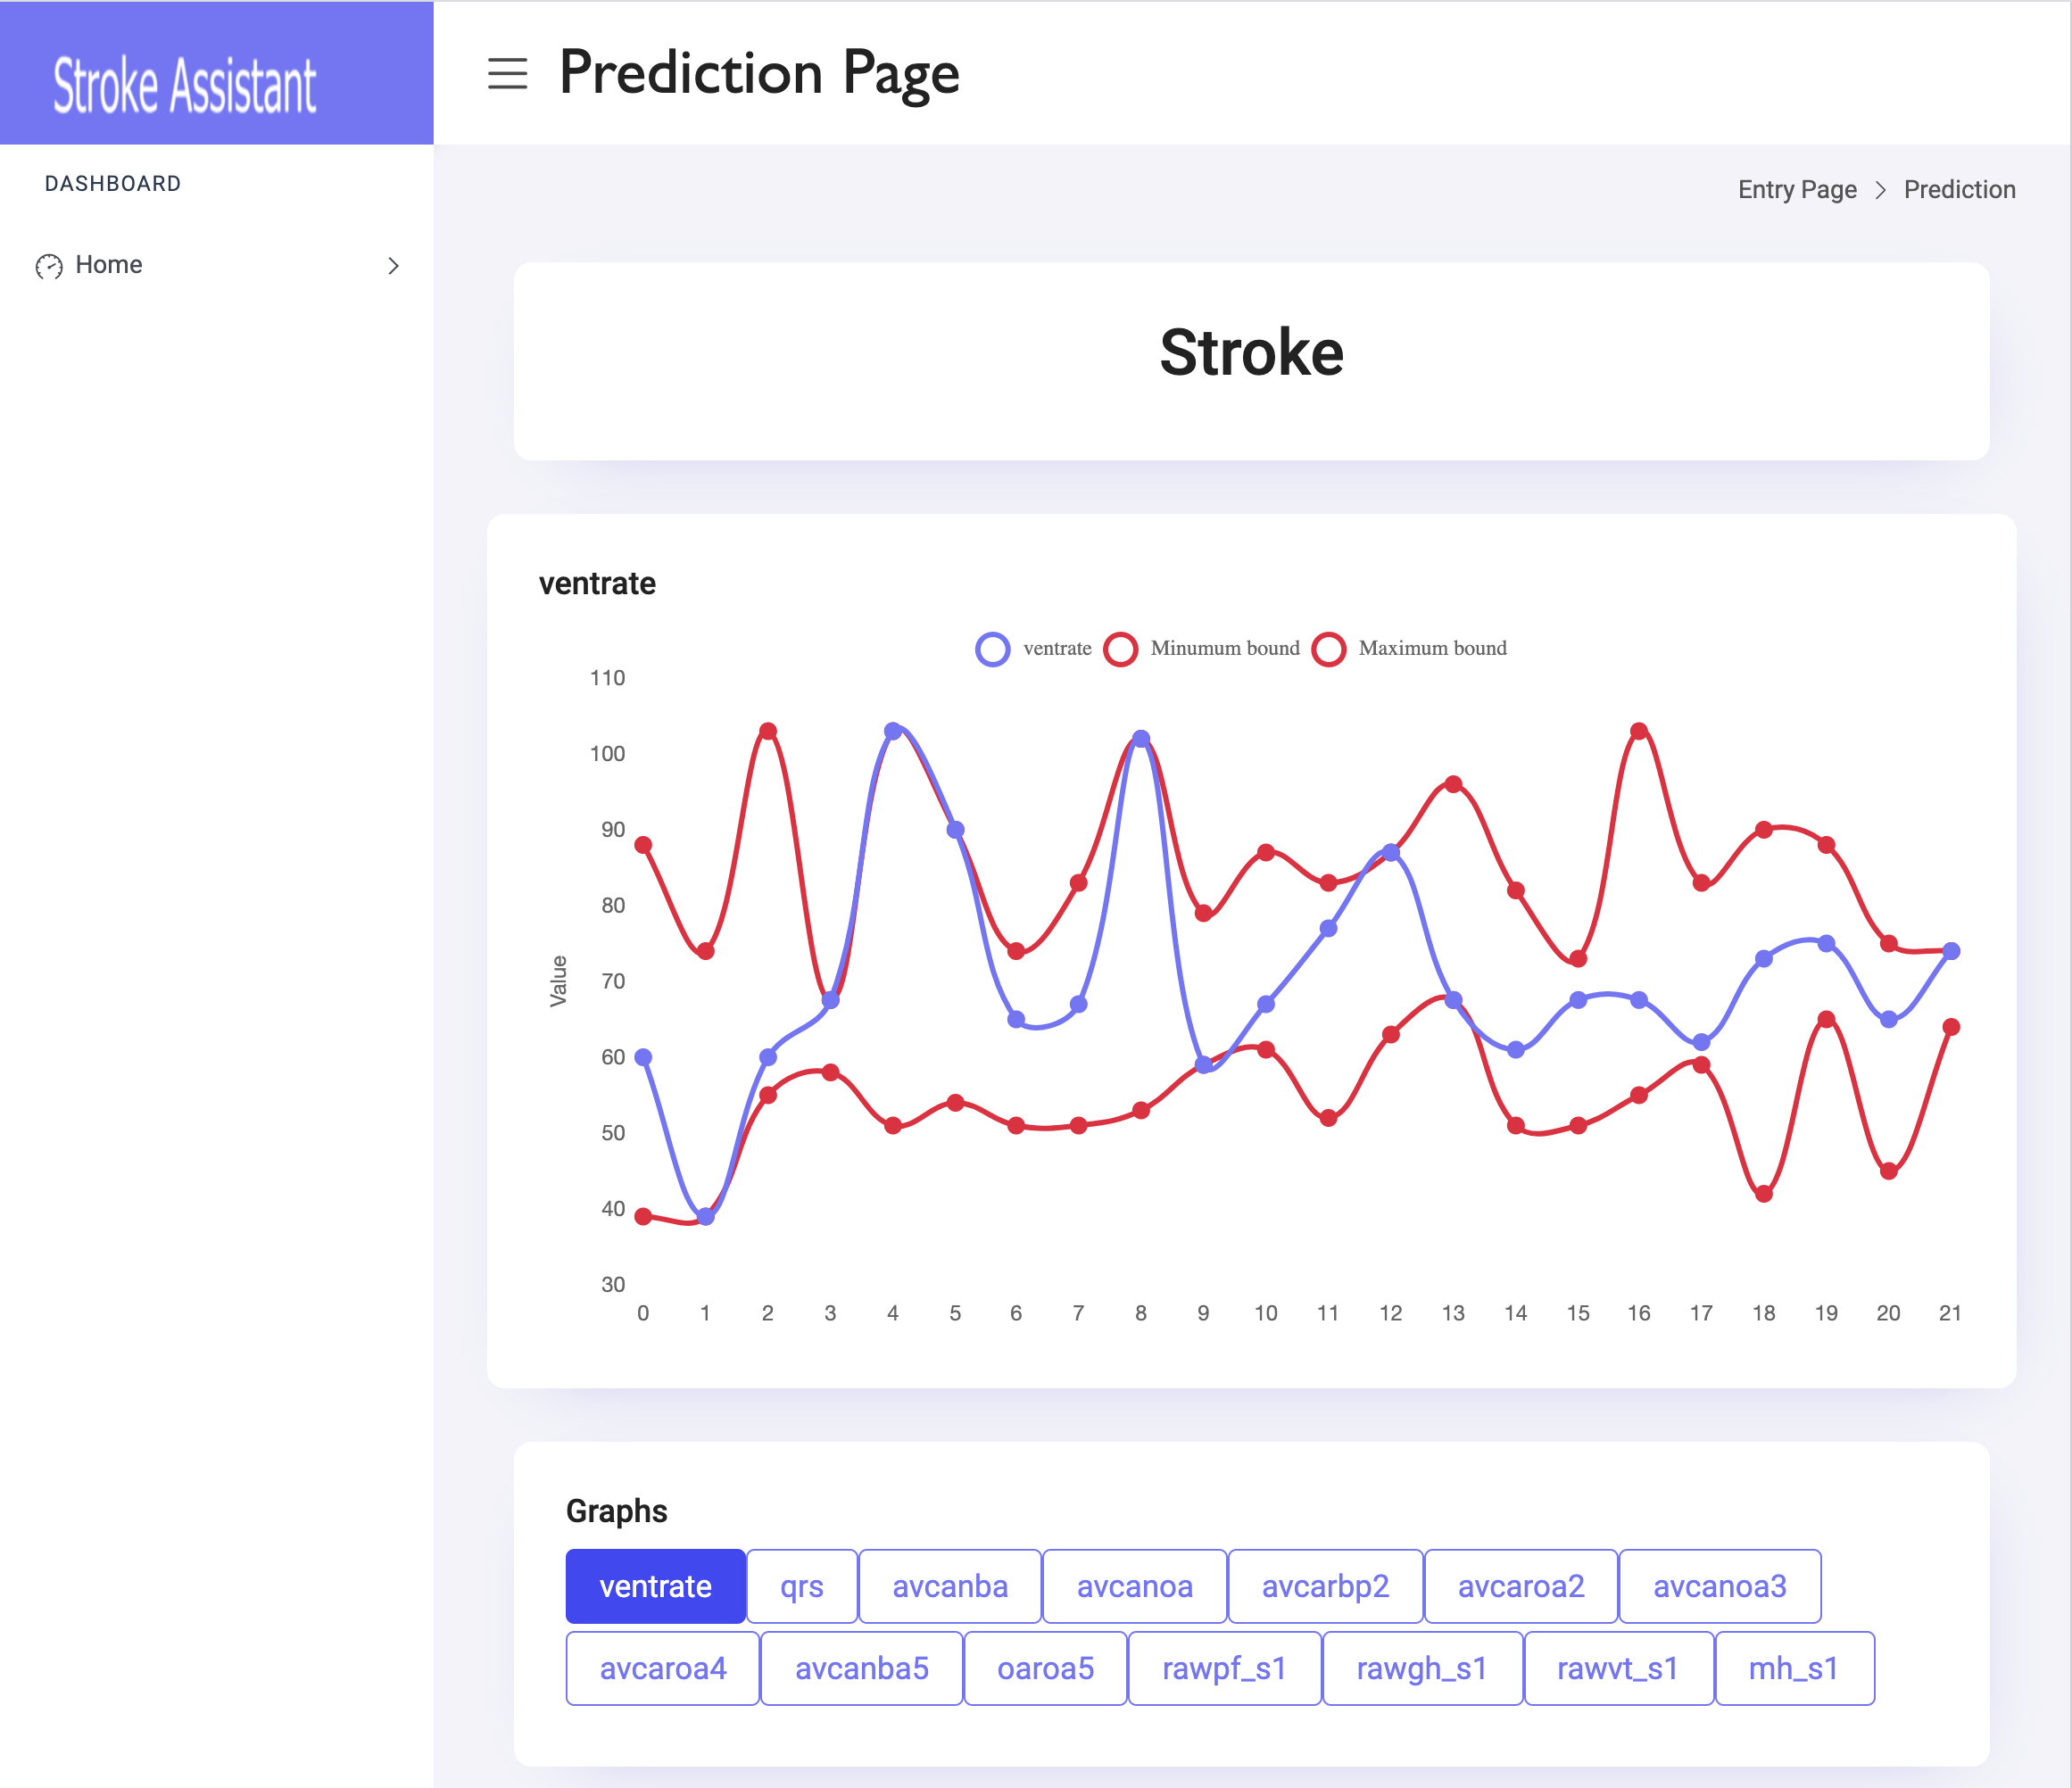 Stroke Assistant
Prediction Page
DASHBOARD
Entry Page > Prediction
Home
Stroke
ventrate
ventrate Minumum bound Maximum bound
110
100
90
80
70
60
50
40
30
Value
0 1 2 3 4 5 6 7 8 9 10 11 12 13 14 15 16 17 18 19 20 21
Graphs
ventrate qrs avcanba avcanoa avcarbp2 avcaroa2 avcanoa3
avcaroa4 avcanba5 oaroa5 rawpf_s1 rawgh_s1 rawvt_s1 mh_s1